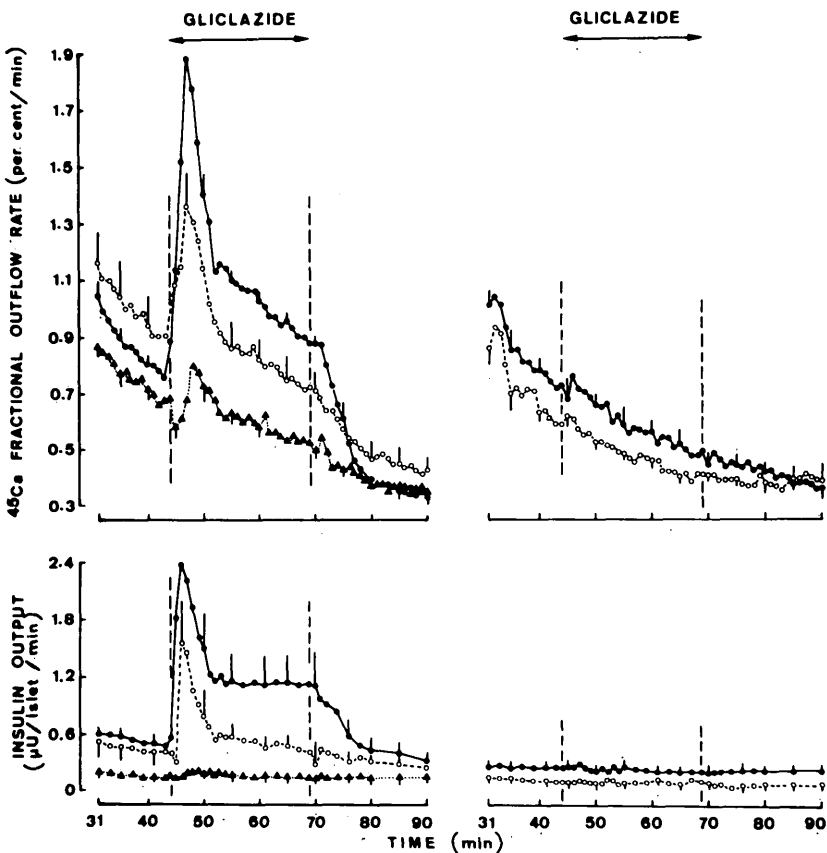 GLICLAZIDE
GLICLAZIDE
45Ca FRACTIONAL OUTFLOW RATE (per cent/min)
1.9
1.7
1.5
1.3
1.1
0.9
0.7
0.5
0.3
INSULIN OUTPUT
(µU/islet/min)
2.4
1.8
1.2
0.6
0
31 40 50 60 70 80 90
31 40 50 60 70 80 90
TIME (min)